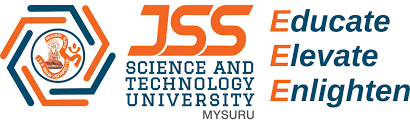 JSS
SCIENCE AND
TECHNOLOGY
UNIVERSITY
MYSURU
Educate
Elevate
Enlighten